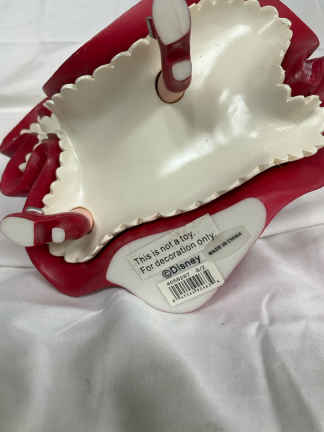 This is not a toy.
For decoration only.
©Disney
MADE IN CHINA